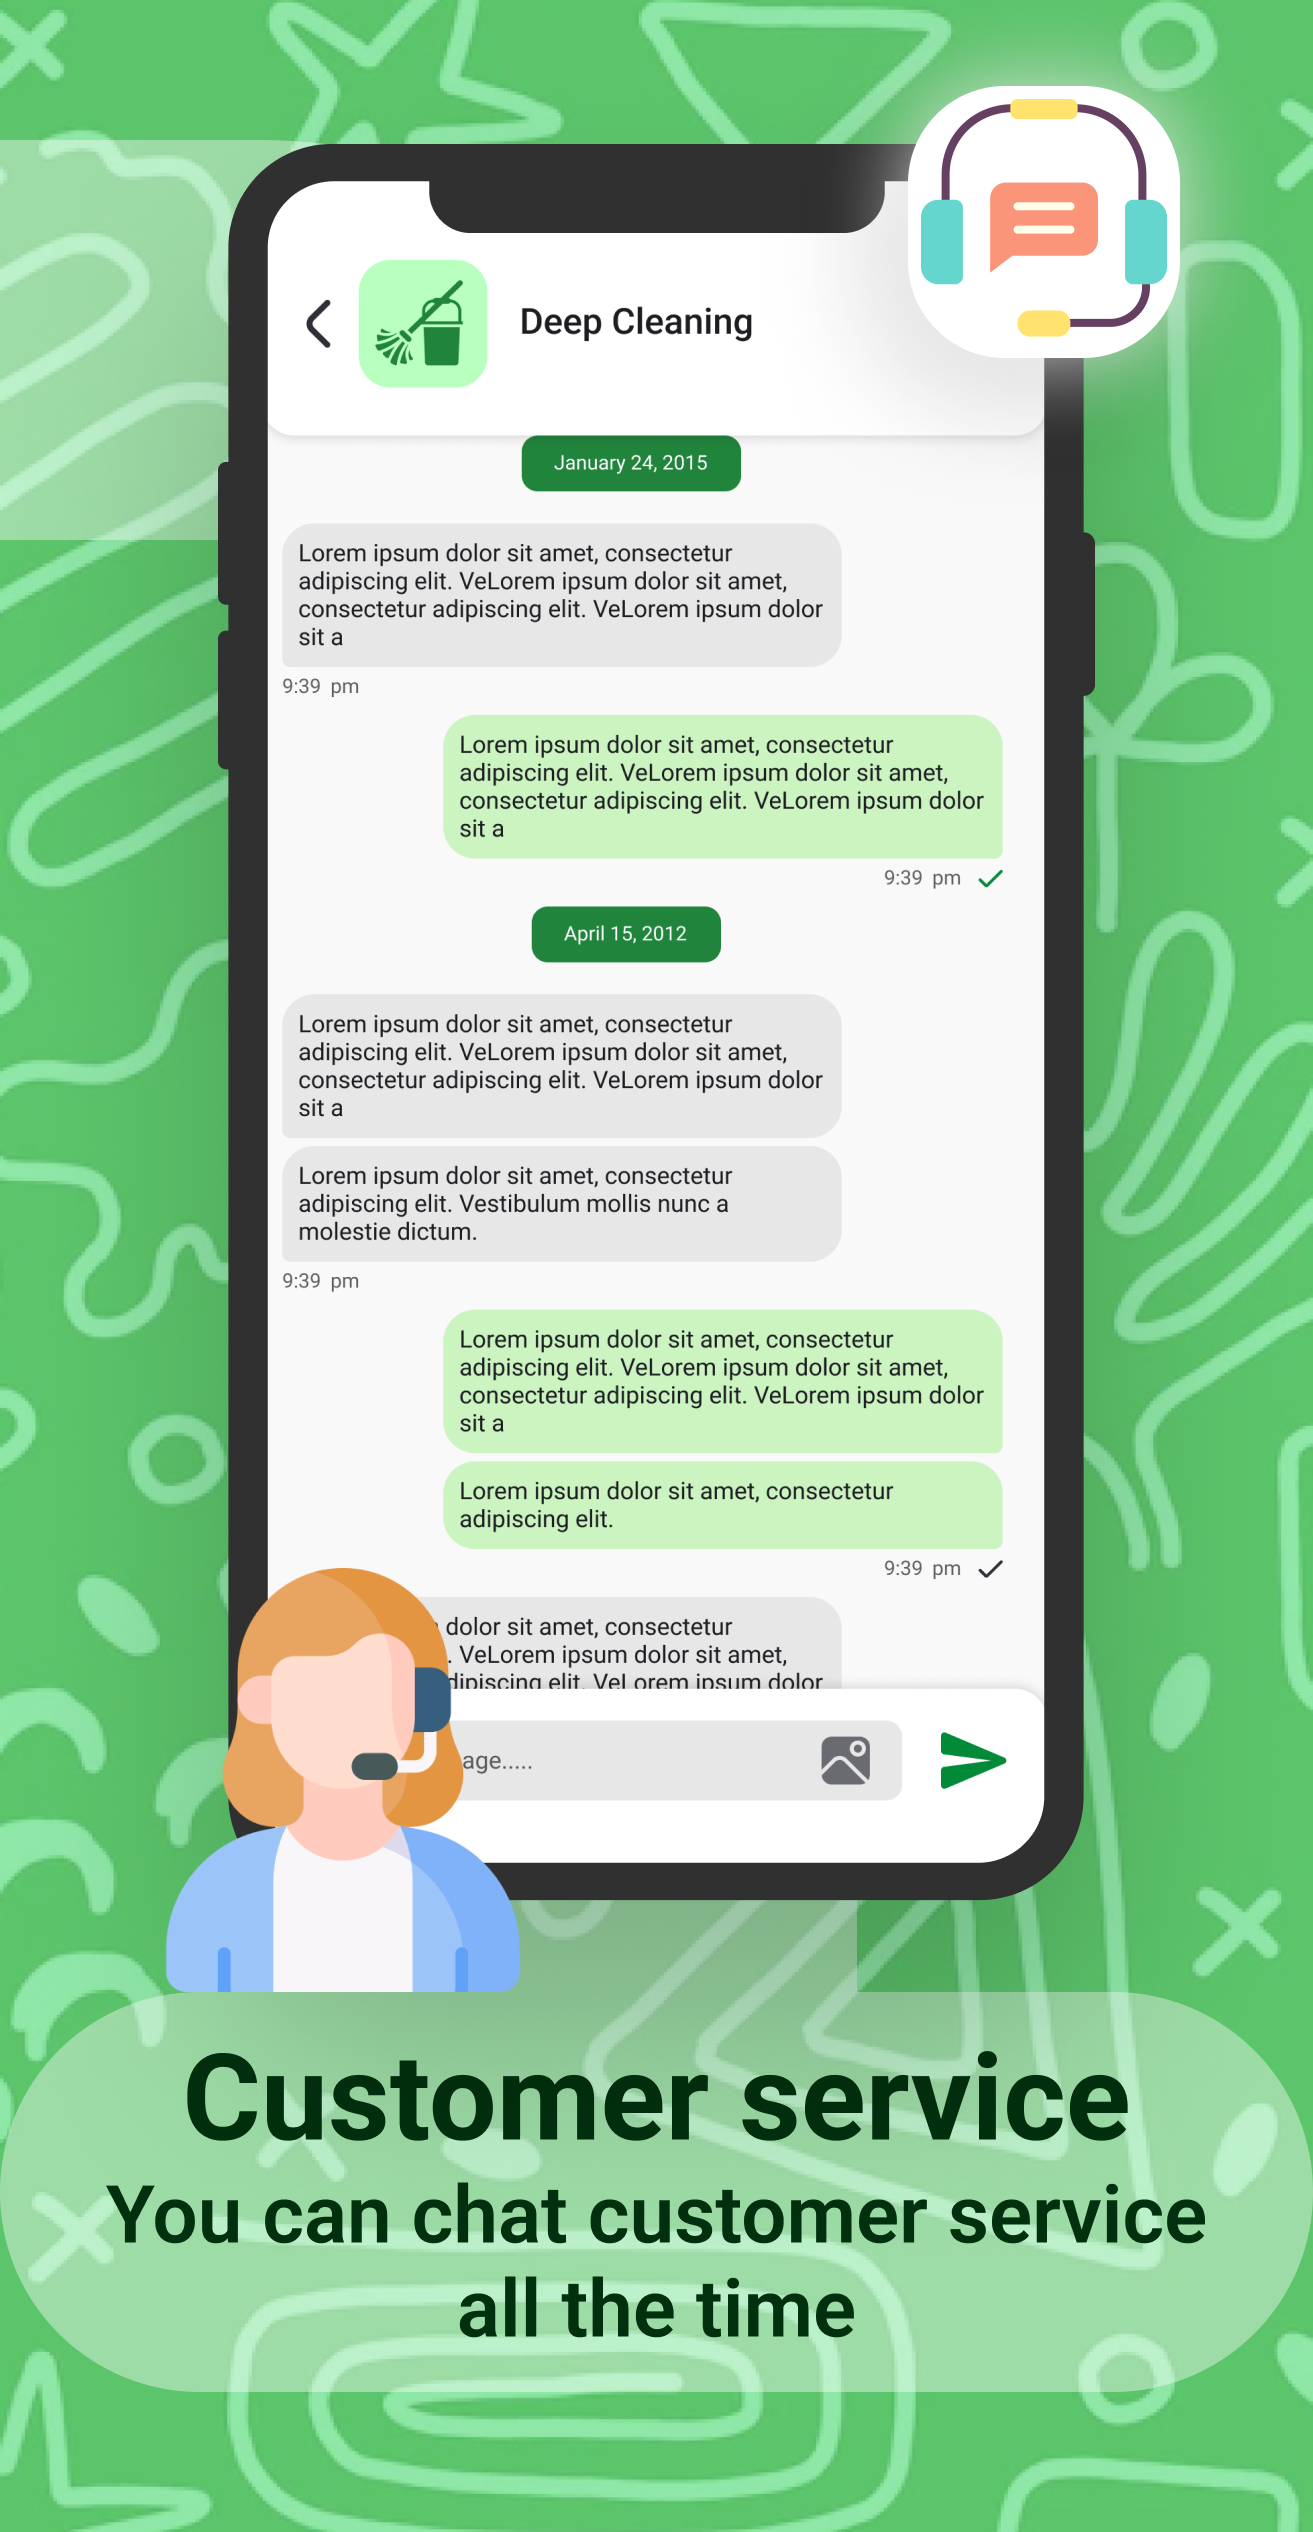 Deep Cleaning
January 24, 2015
Lorem ipsum dolor sit amet, consectetur
adipiscing elit. VeLorem ipsum dolor sit amet,
consectetur adipiscing elit. VeLorem ipsum dolor
sit a
9:39 pm
Lorem ipsum dolor sit amet, consectetur
adipiscing elit. VeLorem ipsum dolor sit amet,
consectetur adipiscing elit. VeLorem ipsum dolor
sit a
9:39 pm
April 15, 2012
Lorem ipsum dolor sit amet, consectetur
adipiscing elit. VeLorem ipsum dolor sit amet,
consectetur adipiscing elit. VeLorem ipsum dolor
sit a
Lorem ipsum dolor sit amet, consectetur
adipiscing elit. Vestibulum mollis nunc a
molestie dictum.
9:39 pm
Lorem ipsum dolor sit amet, consectetur
adipiscing elit. VeLorem ipsum dolor sit amet,
consectetur adipiscing elit. VeLorem ipsum dolor
sit a
Lorem ipsum dolor sit amet, consectetur
adipiscing elit.
9:39 pm
dolor sit amet, consectetur
. VeLorem ipsum dolor sit amet,
dipiscing elit. VeLorem ipsum dolor
age.....
Customer service
You can chat customer service
all the time